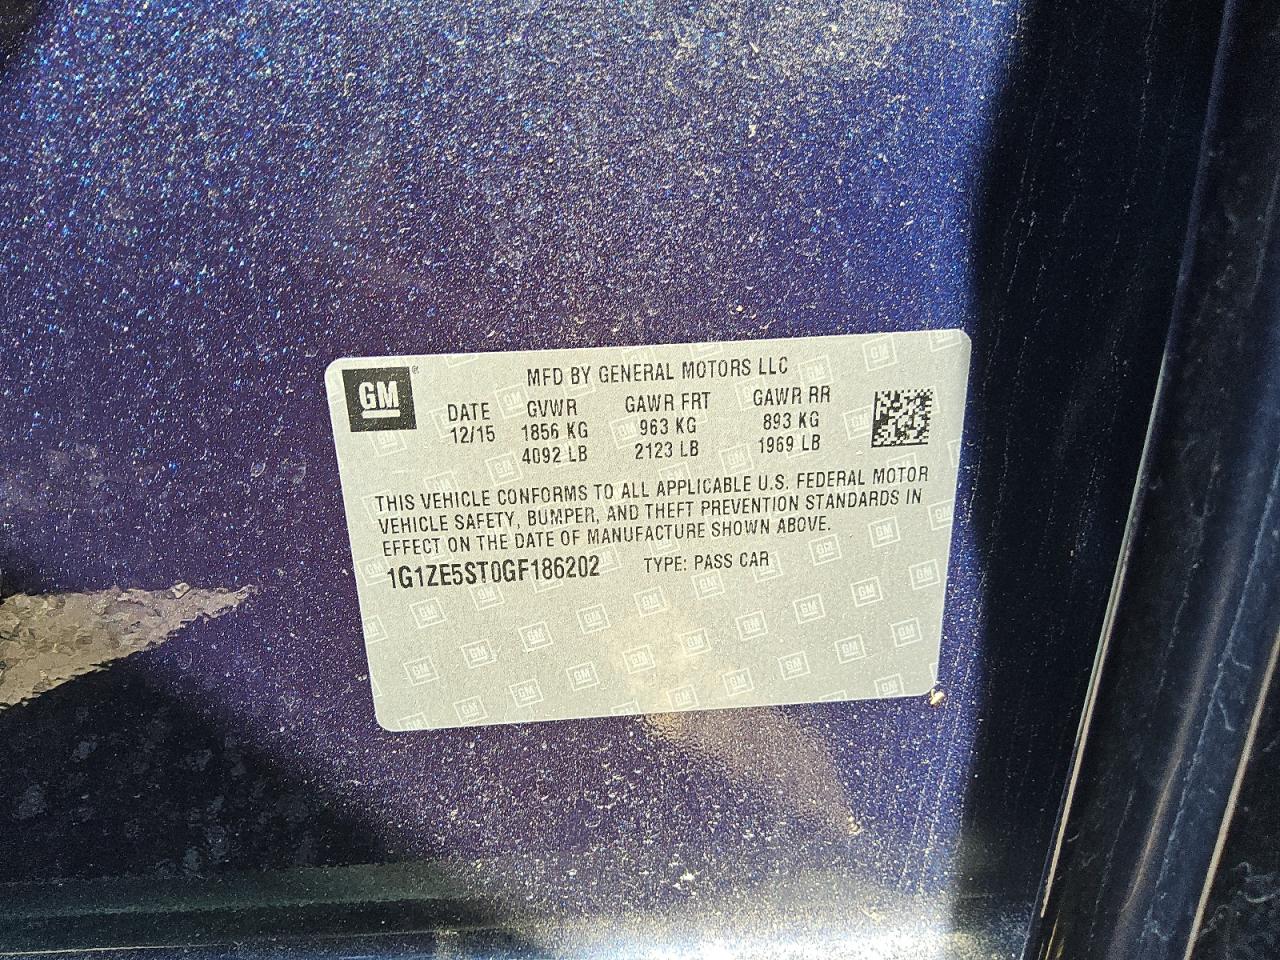 GM
MFD BY GENERAL MOTORS LLC
DATE GVWR GAWR FRT GAWR RR
12/15 1856 KG 963 KG 893 KG
4092 LB 2123 LB 1969 LB
THIS VEHICLE CONFORMS TO ALL APPLICABLE U.S. FEDERAL MOTOR
VEHICLE SAFETY, BUMPER, AND THEFT PREVENTION STANDARDS IN
EFFECT ON THE DATE OF MANUFACTURE SHOWN ABOVE.
1G1ZE5ST0GF186202 TYPE: PASS CAR